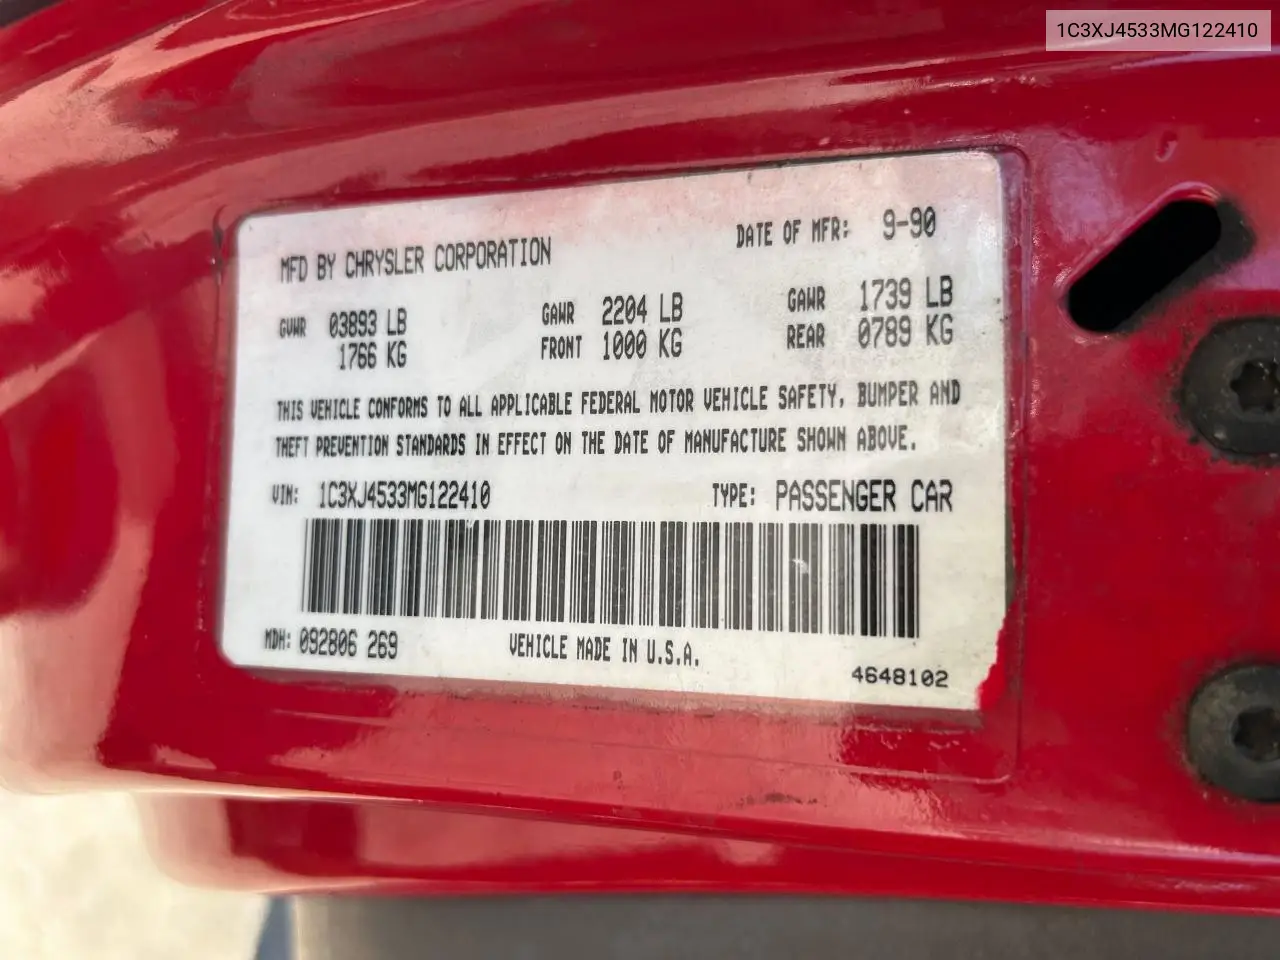 1C3XJ4533MG122410
MFD BY CHRYSLER CORPORATION DATE OF MFR: 9-90
GVWR 03893 LB GAWR 2204 LB GAWR 1739 LB
1766 KG FRONT 1000 KG REAR 0789 KG
THIS VEHICLE CONFORMS TO ALL APPLICABLE FEDERAL MOTOR VEHICLE SAFETY, BUMPER AND
THEFT PREVENTION STANDARDS IN EFFECT ON THE DATE OF MANUFACTURE SHOWN ABOVE.
VIN: 1C3XJ4533MG122410 TYPE: PASSENGER CAR
MDH: 092806 269 VEHICLE MADE IN U.S.A.
4648102